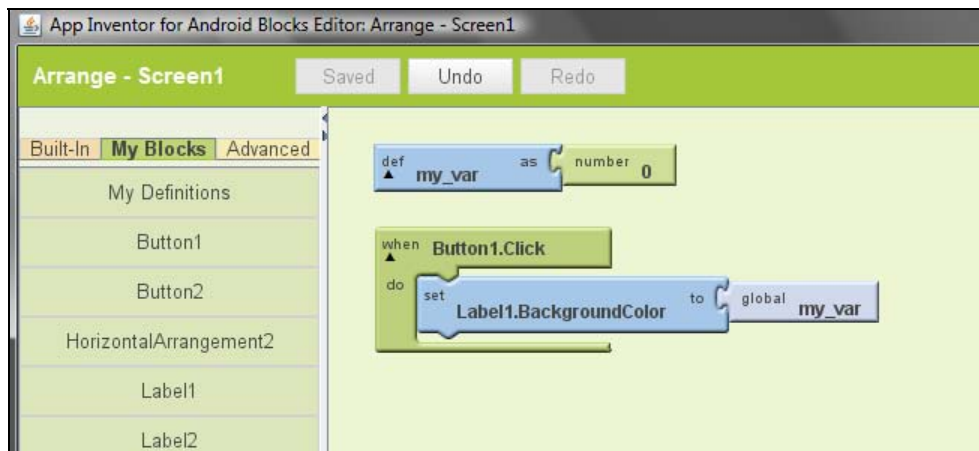 App Inventor for Android Blocks Editor: Arrange - Screen1
Arrange - Screen1 Saved Undo Redo
Built-In My Blocks Advanced
My Definitions
Button1
Button2
HorizontalArrangement2
Label1
Label2
def my_var as number 0
when Button1.Click
do set Label1.BackgroundColor to global my_var